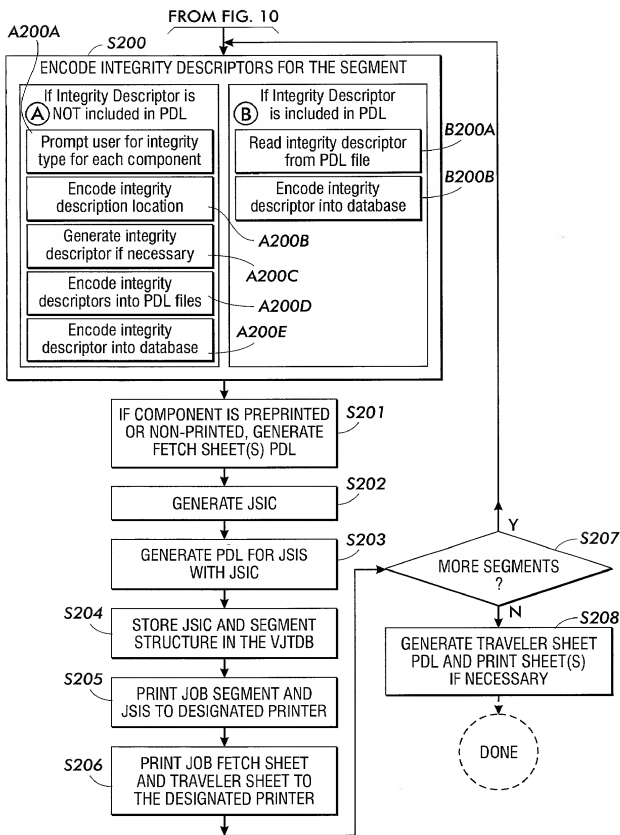 FROM FIG. 10
A200A
S200
ENCODE INTEGRITY DESCRIPTORS FOR THE SEGMENT
If Integrity Descriptor is
A NOT included in PDL
Prompt user for integrity
type for each component
Encode integrity
description location
A200B
Generate integrity
descriptor if necessary
A200C
Encode integrity
descriptors into PDL files
A200D
Encode integrity
descriptor into database
A200E
If Integrity Descriptor
B is included in PDL
Read integrity descriptor
from PDL file
B200A
Encode integrity
descriptor into database
B200B
IF COMPONENT IS PREPRINTED
OR NON-PRINTED, GENERATE
FETCH SHEET(S) PDL
S201
GENERATE JSIC
S202
GENERATE PDL FOR JSIS
WITH JSIC
S203
STORE JSIC AND SEGMENT
STRUCTURE IN THE VJTDB
S204
PRINT JOB SEGMENT AND
JSIS TO DESIGNATED PRINTER
S205
PRINT JOB FETCH SHEET
AND TRAVELER SHEET TO
THE DESIGNATED PRINTER
S206
Y
S207
MORE SEGMENTS
?
N
S208
GENERATE TRAVELER SHEET
PDL AND PRINT SHEET(S)
IF NECESSARY
DONE